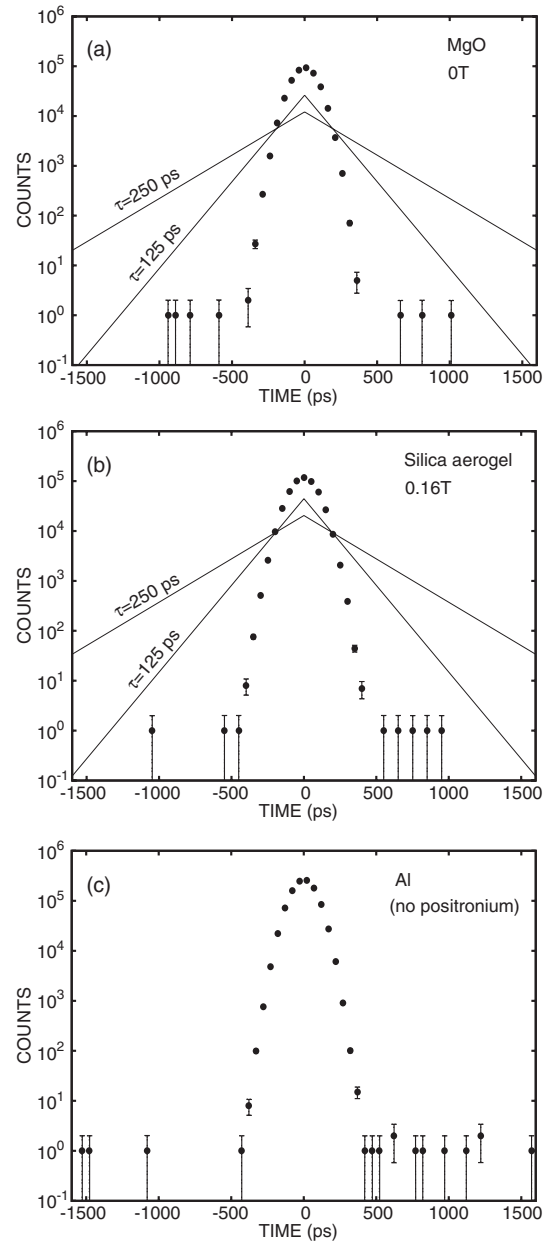 10^6
(a)
MgO
0T
10^5
10^4
10^3
10^2
10^1
10^0
10^-1
COUNTS
τ=250 ps
τ=125 ps
-1500 -1000 -500 0 500 1000 1500
TIME (ps)
10^6
(b)
Silica aerogel
0.16T
10^5
10^4
10^3
10^2
10^1
10^0
10^-1
COUNTS
τ=250 ps
τ=125 ps
-1500 -1000 -500 0 500 1000 1500
TIME (ps)
10^6
(c)
Al
(no positronium)
10^5
10^4
10^3
10^2
10^1
10^0
10^-1
COUNTS
-1500 -1000 -500 0 500 1000 1500
TIME (ps)